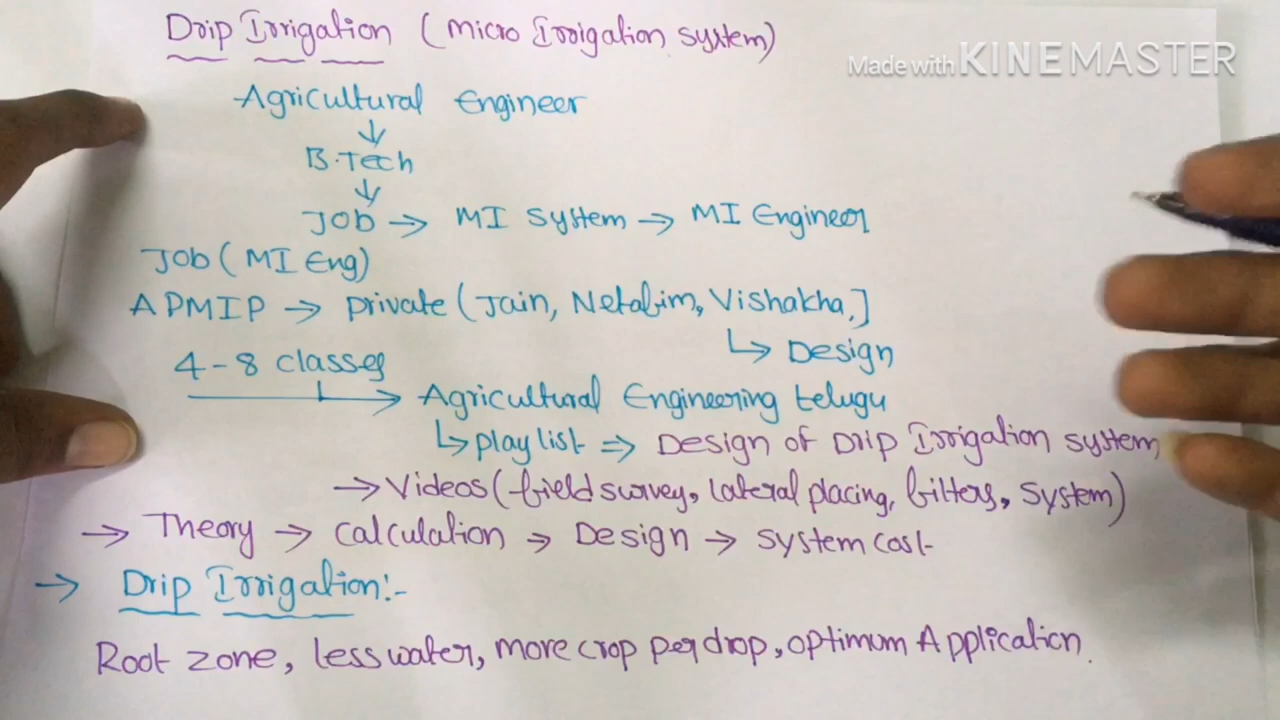 Drip Irrigation (micro Irrigation system)
Made with KINEMASTER
Agricultural Engineer
↓
B.Tech
↓
JOB → MI System → MI Engineer
Job (MI Eng)
APMIP → private (Jain, Netafim, Vishakha,]
↳ Design
4-8 classes
→ Agricultural Engineering telugu
↳ playlist ⇒ Design of Drip Irrigation system
→ Videos (field survey, lateral placing, filters, System)
→ Theory → calculation → Design → system cost
→ Drip Irrigation:-
Root zone, less water, more crop per drop, optimum Application.